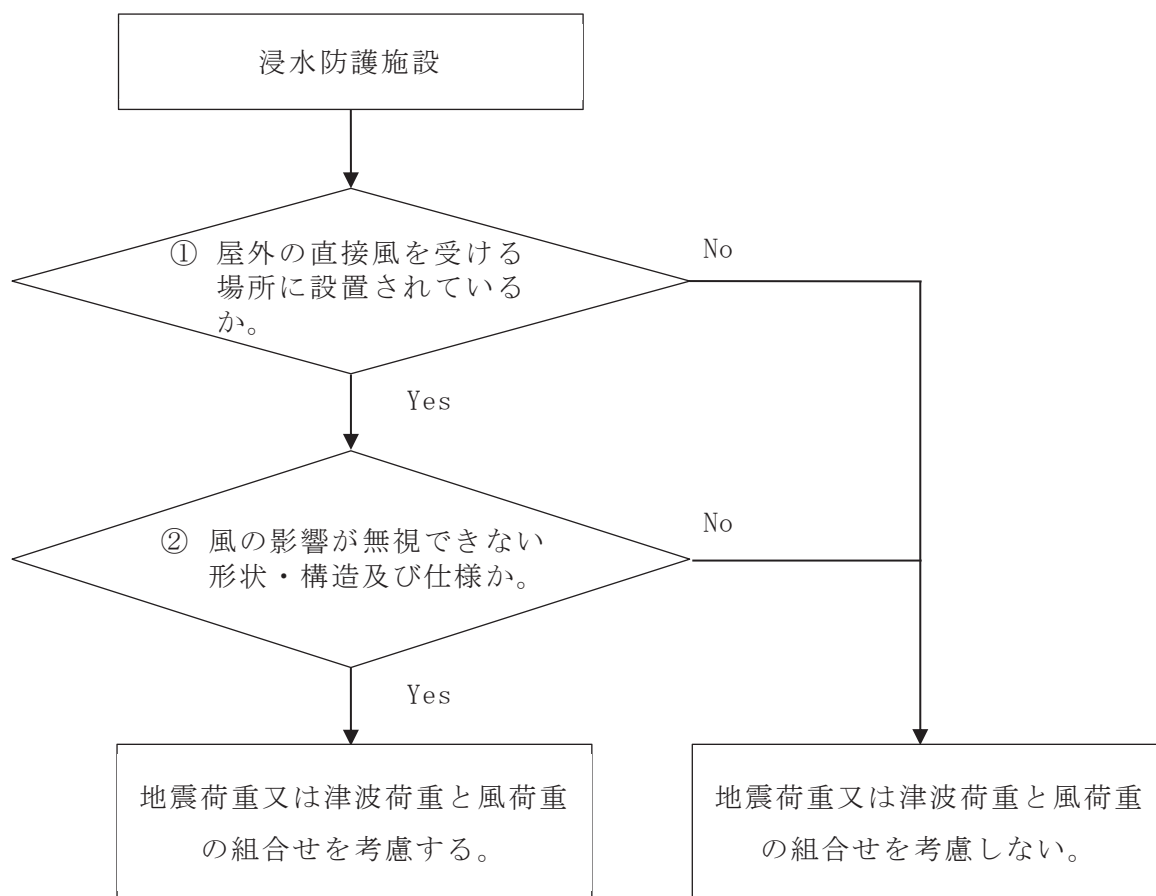 浸水防護施設
① 屋外の直接風を受ける
場所に設置されている
か。
No
Yes
② 風の影響が無視できない
形状・構造及び仕様か。
No
Yes
地震荷重又は津波荷重と風荷重
の組合せを考慮する。
地震荷重又は津波荷重と風荷重
の組合せを考慮しない。